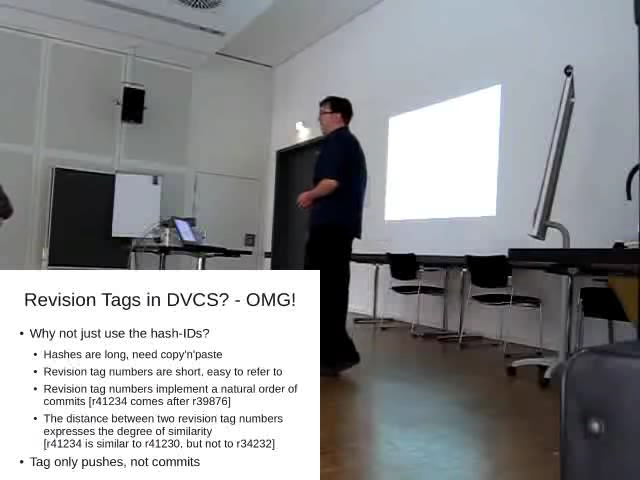 Revision Tags in DVCS? - OMG!
• Why not just use the hash-IDs?
• Hashes are long, need copy'n'paste
• Revision tag numbers are short, easy to refer to
• Revision tag numbers implement a natural order of
commits [r41234 comes after r39876]
• The distance between two revision tag numbers
expresses the degree of similarity
[r41234 is similar to r41230, but not to r34232]
• Tag only pushes, not commits